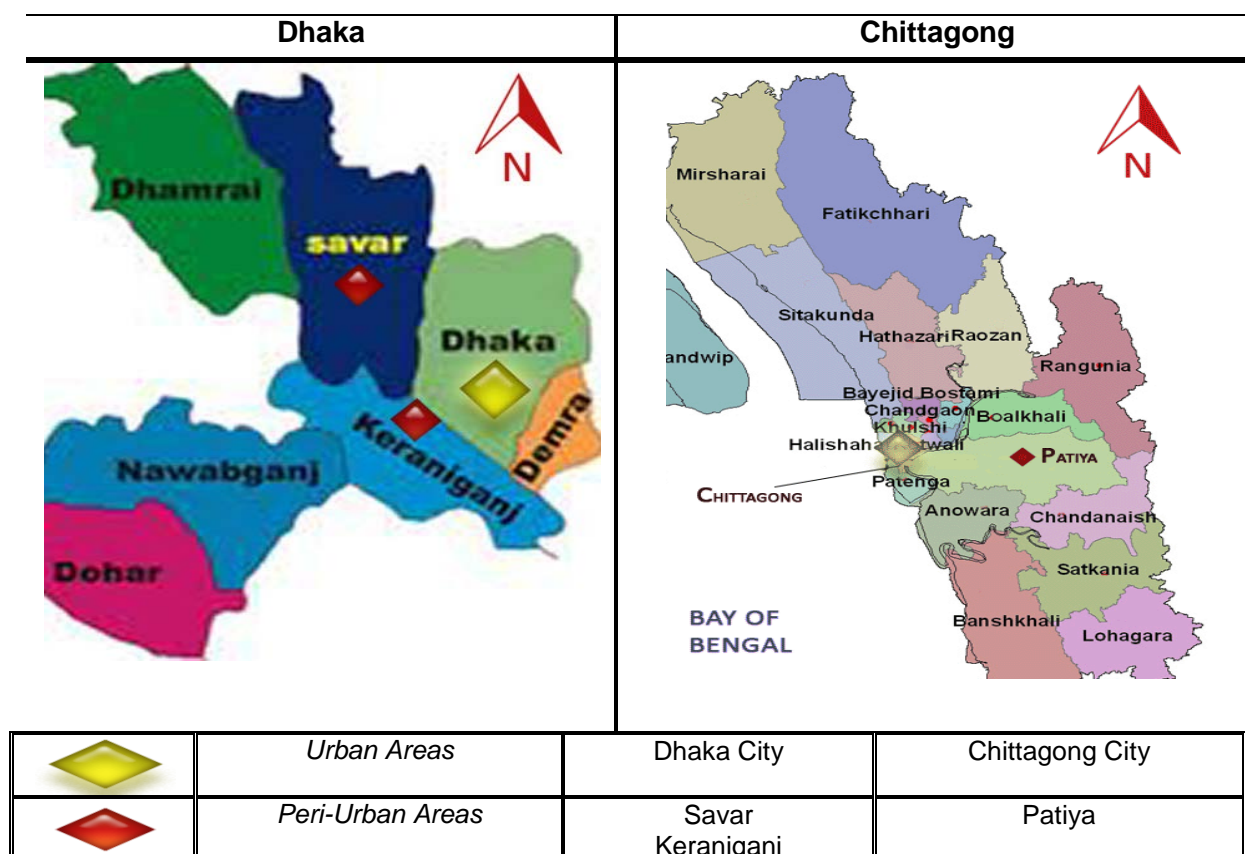 Dhaka
Chittagong
N
Dhamrai
savar
Dhaka
Keraniganj
Demra
Nawabganj
Dohar
N
Mirsharai
Fatikchhari
Sitakunda
Hathazari
Raozan
andwip
Rangunia
Bayejid Bostami
Chandgaon
Boalkhali
Khulshi
Halishaha
twali
PATIYA
Patenga
CHITTAGONG
Anowara
Chandanaish
Satkania
BAY OF
BENGAL
Banshkhali
Lohagara
Urban Areas
Dhaka City
Chittagong City
Peri-Urban Areas
Savar
Patiya
Keraniganj